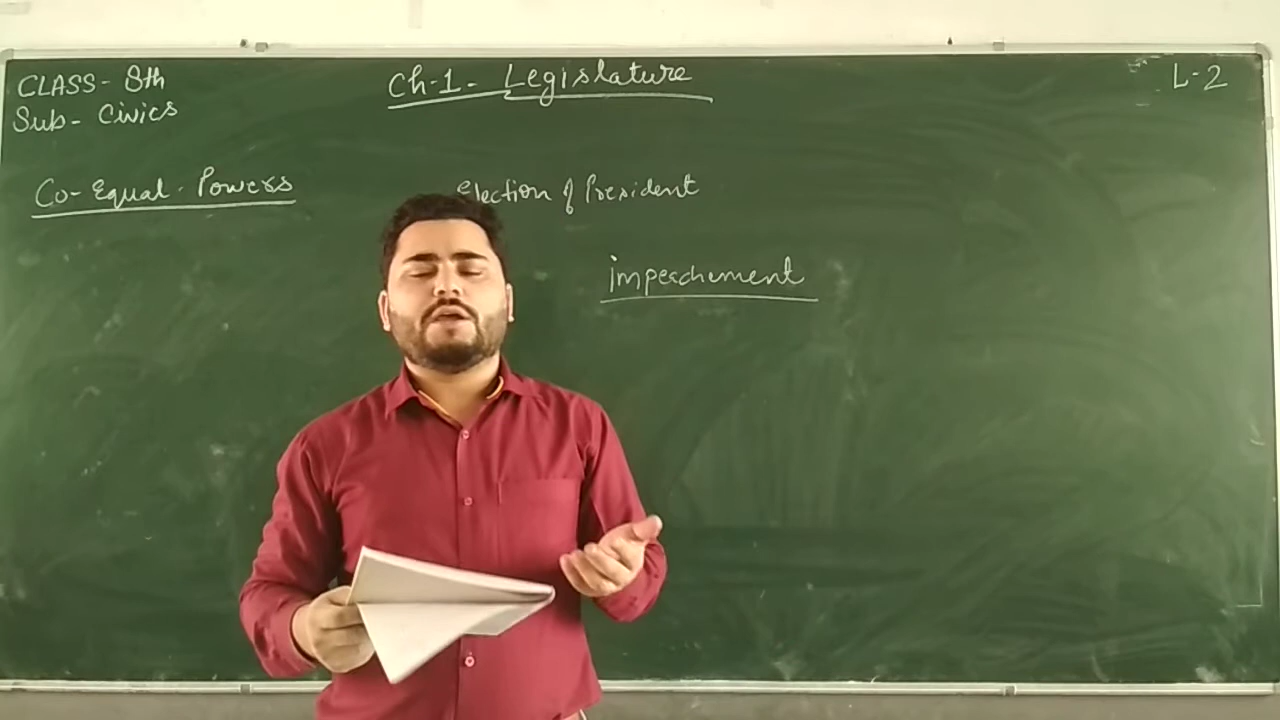 CLASS - 8th
Sub - Civics
Ch-1 - Legislature
L-2
Co-Equal-Powers
Election of President
impeachement